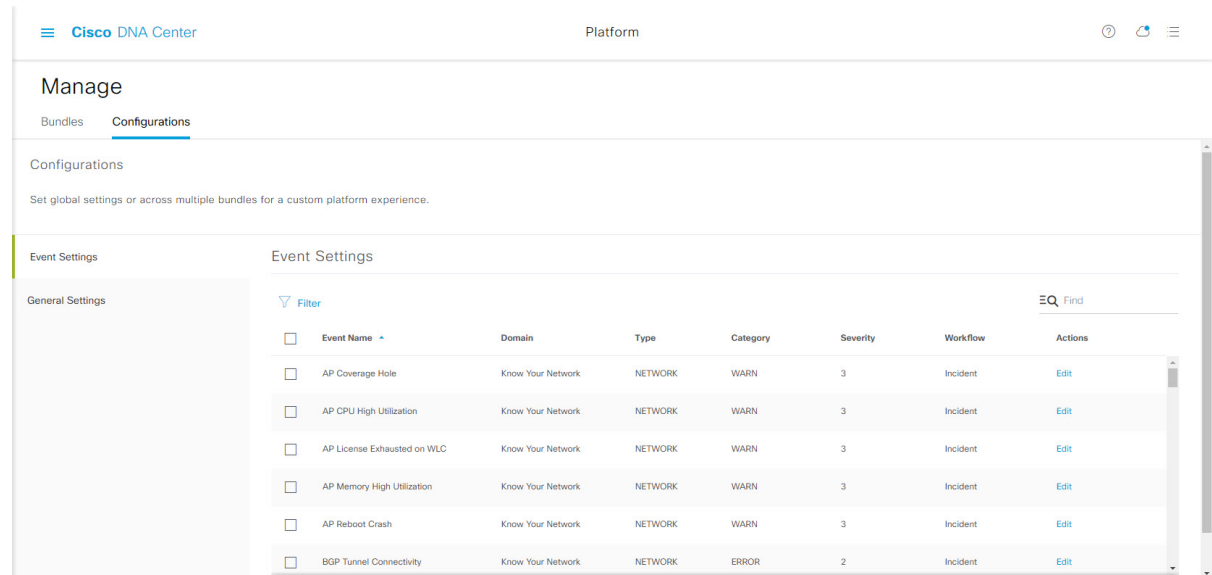 Cisco DNA Center Platform
Manage
Bundles Configurations
Configurations
Set global settings or across multiple bundles for a custom platform experience.
Event Settings
General Settings
Event Settings
Filter Find
Event Name Domain Type Category Severity Workflow Actions
AP Coverage Hole Know Your Network NETWORK WARN 3 Incident Edit
AP CPU High Utilization Know Your Network NETWORK WARN 3 Incident Edit
AP License Exhausted on WLC Know Your Network NETWORK WARN 3 Incident Edit
AP Memory High Utilization Know Your Network NETWORK WARN 3 Incident Edit
AP Reboot Crash Know Your Network NETWORK WARN 3 Incident Edit
BGP Tunnel Connectivity Know Your Network NETWORK ERROR 2 Incident Edit